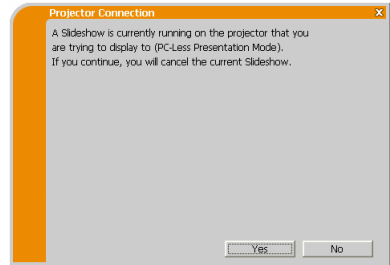 Projector Connection
x
A Slideshow is currently running on the projector that you
are trying to display to (PC-Less Presentation Mode).
If you continue, you will cancel the current Slideshow.
Yes
No